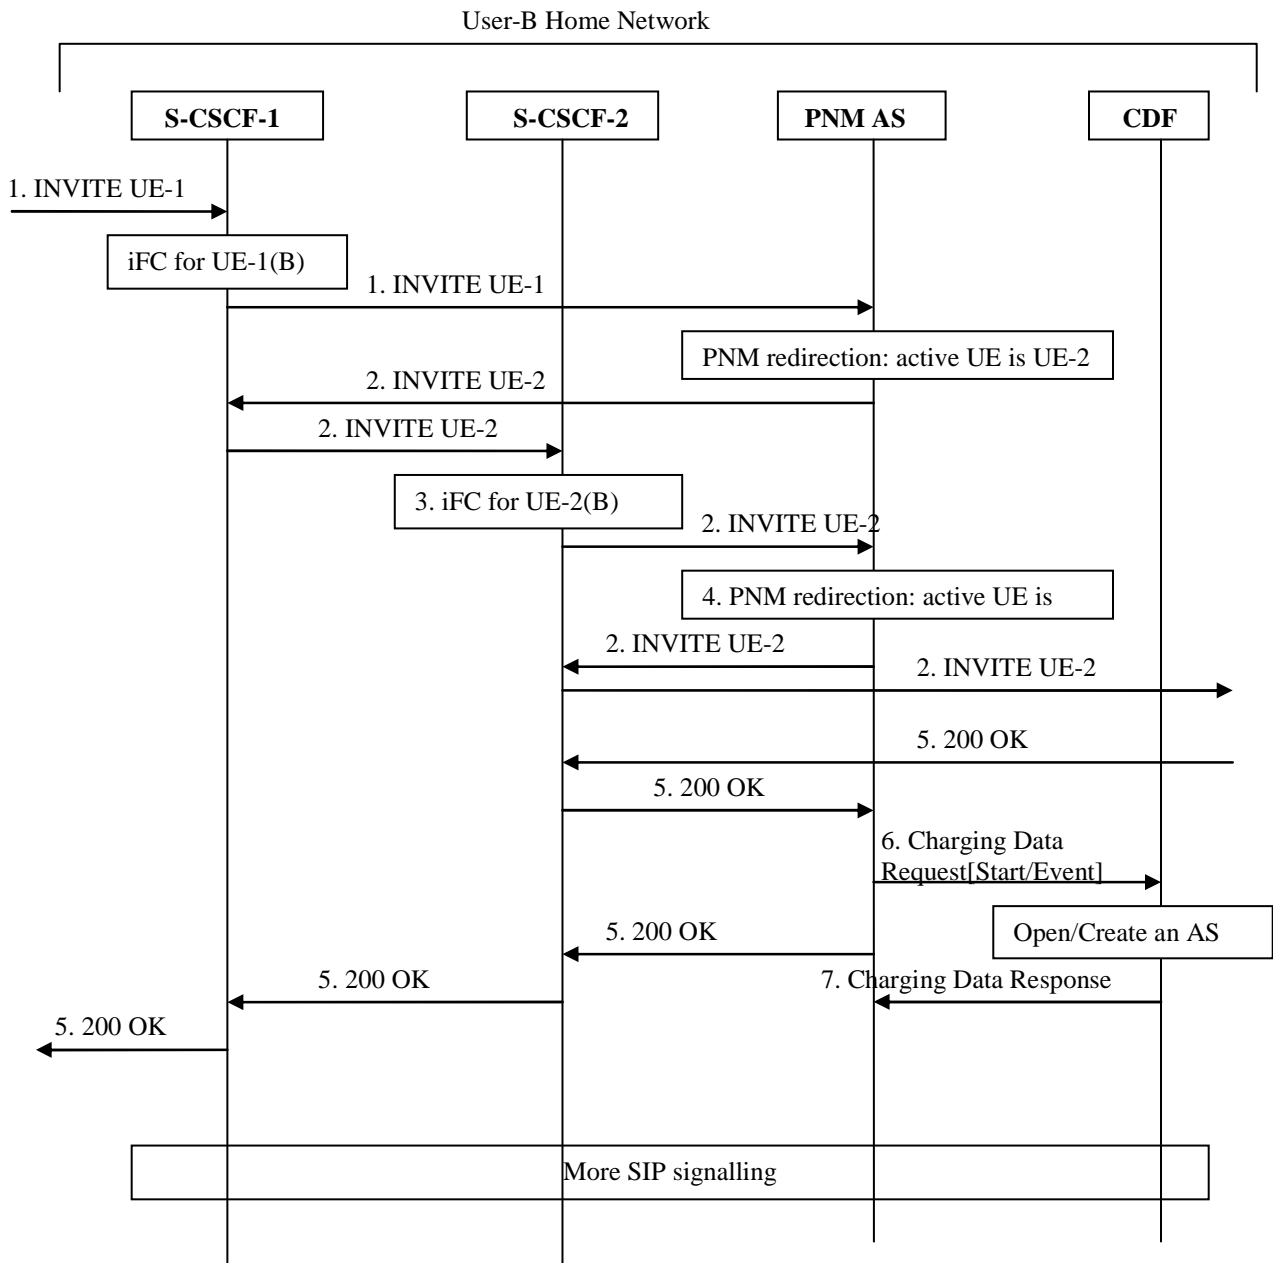 User-B Home Network
S-CSCF-1
S-CSCF-2
PNM AS
CDF
1. INVITE UE-1
iFC for UE-1(B)
1. INVITE UE-1
PNM redirection: active UE is UE-2
2. INVITE UE-2
2. INVITE UE-2
3. iFC for UE-2(B)
2. INVITE UE-2
4. PNM redirection: active UE is
2. INVITE UE-2
2. INVITE UE-2
5. 200 OK
5. 200 OK
6. Charging Data
Request[Start/Event]
Open/Create an AS
5. 200 OK
7. Charging Data Response
5. 200 OK
5. 200 OK
More SIP signalling